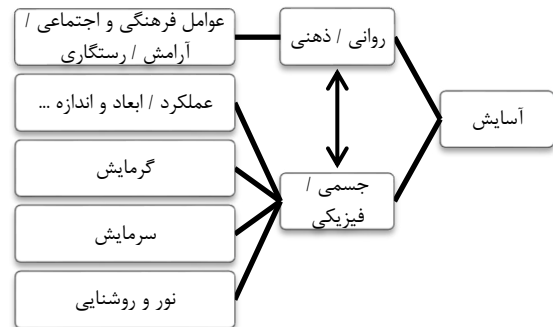 آسایش
روانی / ذهنی
عوامل فرهنگی و اجتماعی /
آرامش / رستگاری
جسمی /
فیزیکی
عملکرد / ابعاد و اندازه ...
گرمایش
سرمایش
نور و روشنایی